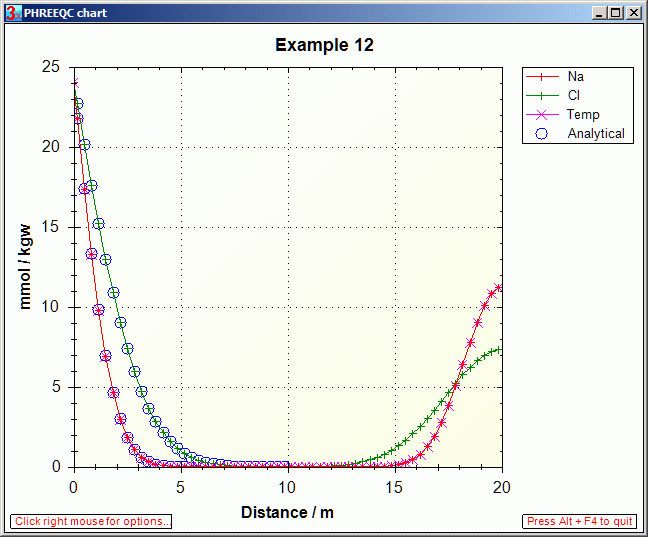 PHREEQC chart
Example 12
25
20
15
10
5
0
mmol / kgw
0 5 10 15 20
Distance / m
Na
Cl
Temp
Analytical
Click right mouse for options...
Press Alt + F4 to quit